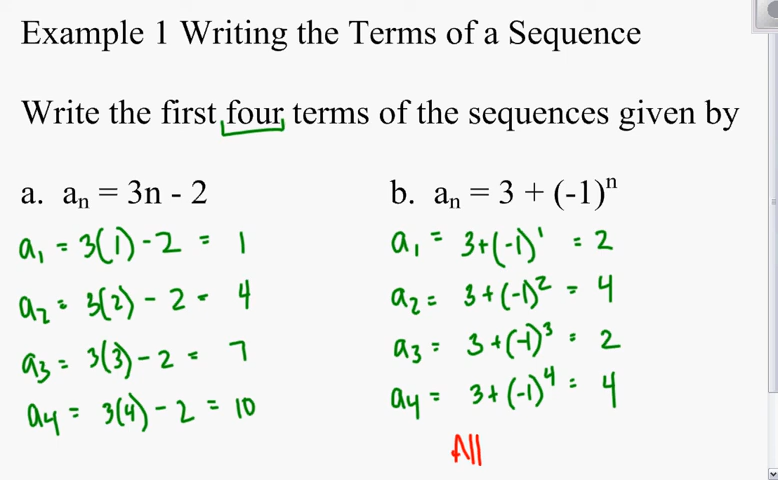 Example 1 Writing the Terms of a Sequence
Write the first four terms of the sequences given by
a. aₙ = 3n - 2
a₁ = 3(1) - 2 = 1
a₂ = 3(2) - 2 = 4
a₃ = 3(3) - 2 = 7
a₄ = 3(4) - 2 = 10
b. aₙ = 3 + (-1)ⁿ
a₁ = 3+(-1)¹ = 2
a₂ = 3+(-1)² = 4
a₃ = 3+(-1)³ = 2
a₄ = 3+(-1)⁴ = 4
All